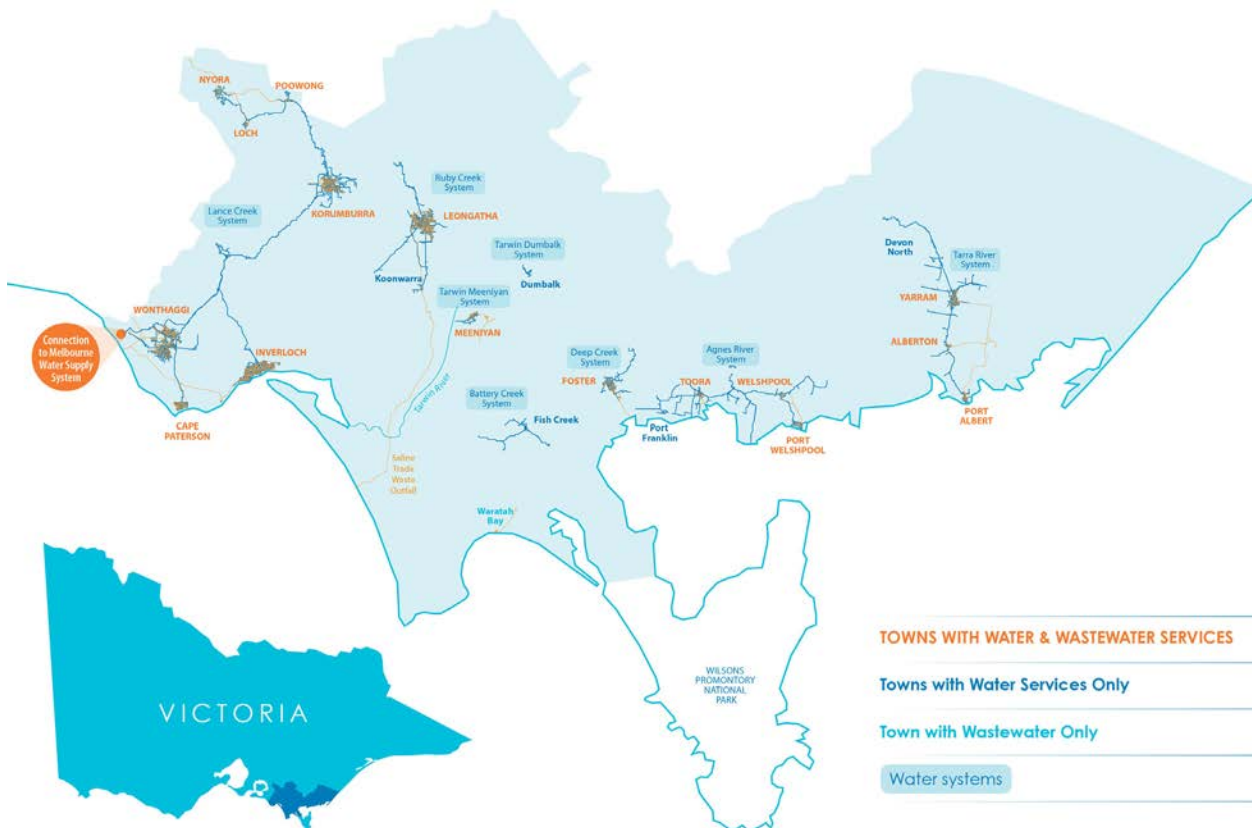 NYORA
POOWONG
LOCH
Ruby Creek
System
KORUMBURRA
LEONGATHA
Lance Creek
System
Devon
North
Tarra River
System
Tarwin Dumbalk
System
Koonwarra
Dumbalk
YARRAM
Tarwin Meeniyan
System
WONTHAGGI
MEENIYAN
ALBERTON
Connection
to Melbourne
Water Supply
System
INVERLOCH
Deep Creek
System
Agnes River
System
FOSTER
TOORA
WELSHPOOL
Tarwin River
Battery Creek
System
CAPE
PATERSON
Fish Creek
Port
Franklin
PORT
WELSHPOOL
PORT
ALBERT
Saline
Trade
Waste
Outfall
Waratah
Bay
WILSONS
PROMONTORY
NATIONAL
PARK
VICTORIA
TOWNS WITH WATER & WASTEWATER SERVICES
Towns with Water Services Only
Town with Wastewater Only
Water systems